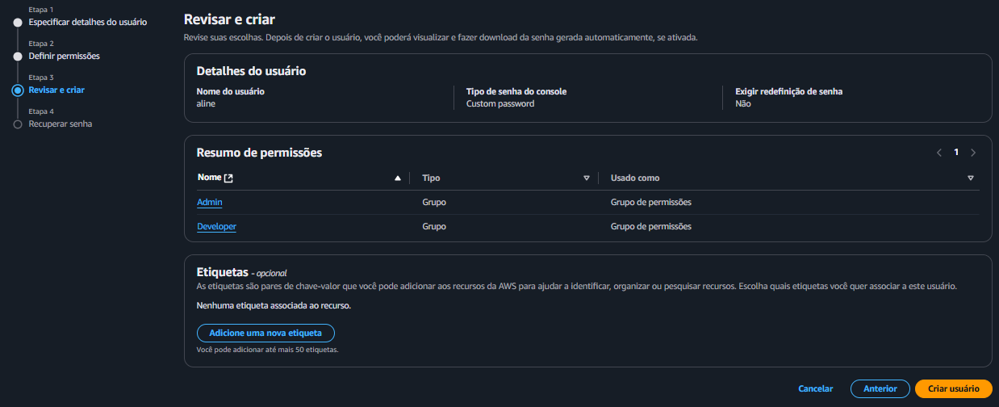 Etapa 1
Especificar detalhes do usuário
Etapa 2
Definir permissões
Etapa 3
Revisar e criar
Etapa 4
Recuperar senha
Revisar e criar
Revise suas escolhas. Depois de criar o usuário, você poderá visualizar e fazer download da senha gerada automaticamente, se ativada.
Detalhes do usuário
Nome do usuário
aline
Tipo de senha do console
Custom password
Exigir redefinição de senha
Não
Resumo de permissões
1
Nome Tipo Usado como
Admin Grupo Grupo de permissões
Developer Grupo Grupo de permissões
Etiquetas - opcional
As etiquetas são pares de chave-valor que você pode adicionar aos recursos da AWS para ajudar a identificar, organizar ou pesquisar recursos. Escolha quais etiquetas você quer associar a este usuário.
Nenhuma etiqueta associada ao recurso.
Adicione uma nova etiqueta
Você pode adicionar até mais 50 etiquetas.
Cancelar Anterior Criar usuário